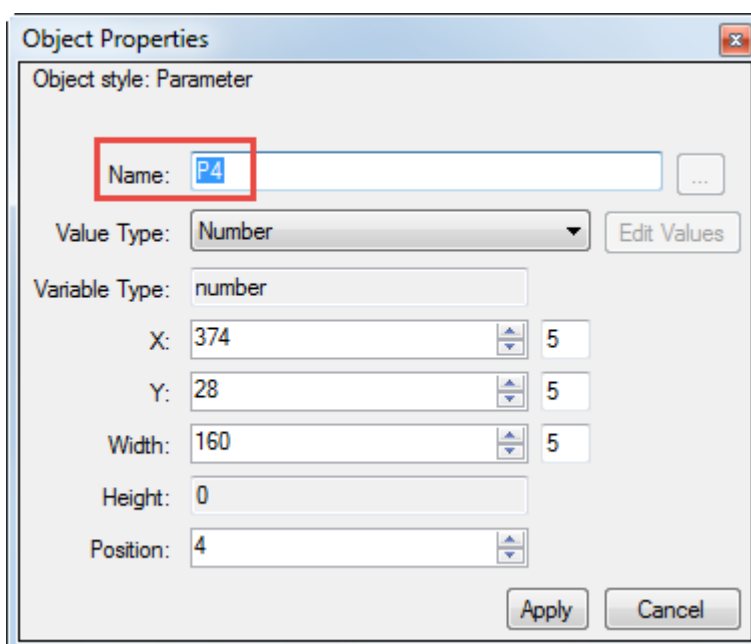 Object Properties
Object style: Parameter
Name: P4 ...
Value Type: Number Edit Values
Variable Type: number
X: 374 5
Y: 28 5
Width: 160 5
Height: 0
Position: 4
Apply Cancel